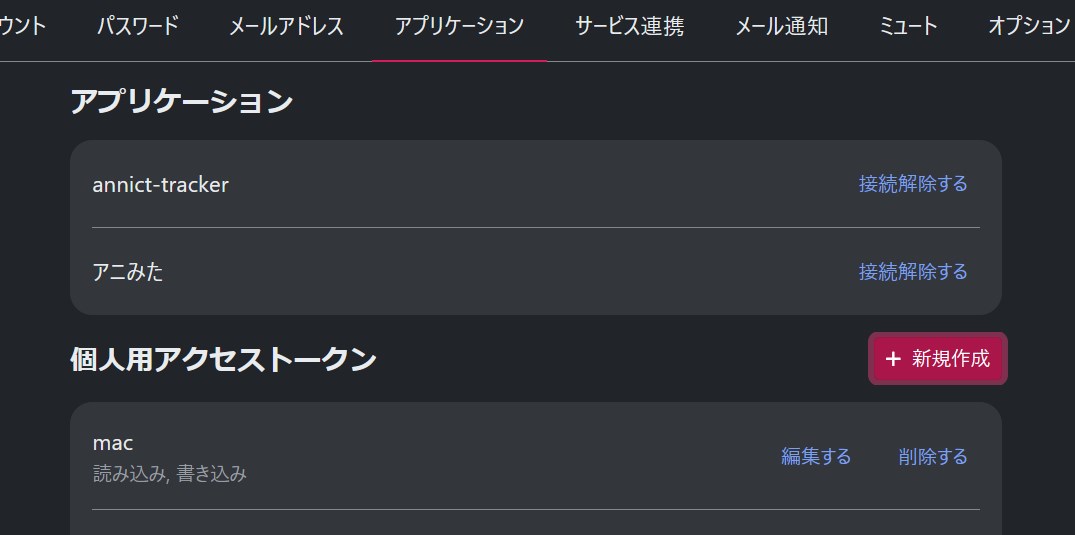 ウント パスワード メールアドレス アプリケーション サービス連携 メール通知 ミュート オプション
アプリケーション
annict-tracker 接続解除する
アニみた 接続解除する
個人用アクセストークン + 新規作成
mac 編集する 削除する
読み込み, 書き込み